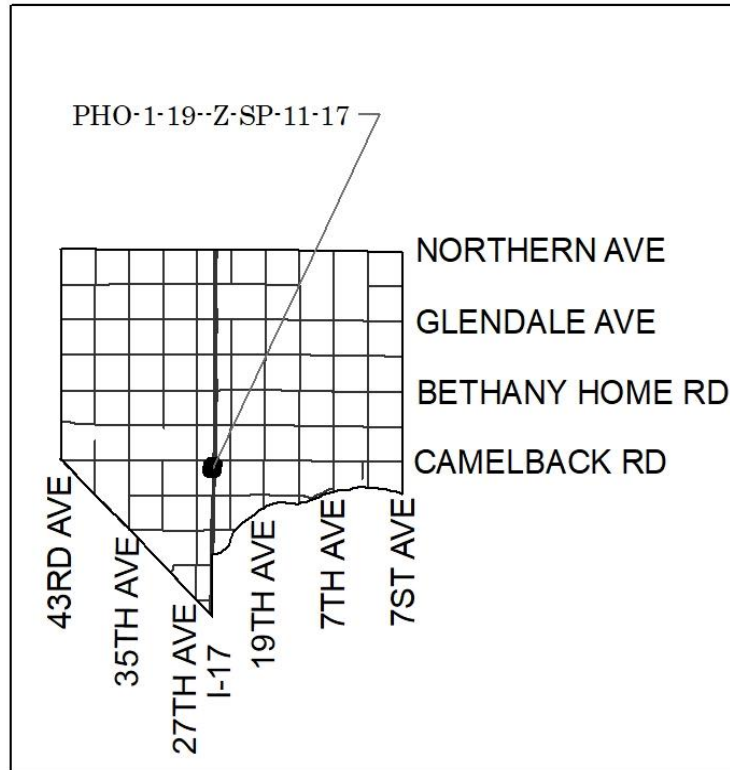 PHO-1-19--Z-SP-11-17
NORTHERN AVE
GLENDALE AVE
BETHANY HOME RD
CAMELBACK RD
43RD AVE
35TH AVE
27TH AVE
I-17
19TH AVE
7TH AVE
7ST AVE